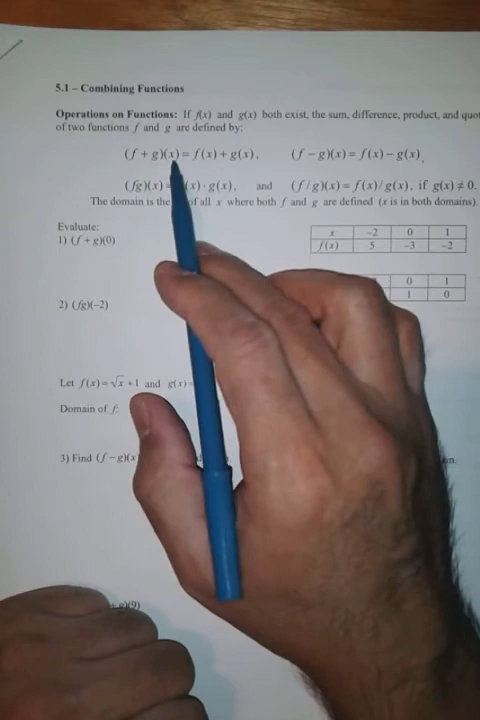 5.1 – Combining Functions
Operations on Functions: If f(x) and g(x) both exist, the sum, difference, product, and quot
of two functions f and g are defined by:
(f + g)(x) = f(x) + g(x), (f − g)(x) = f(x) − g(x),
(fg)(x) = (x) · g(x), and (f / g)(x) = f(x) / g(x), if g(x) ≠ 0.
The domain is the of all x where both f and g are defined (x is in both domains).
Evaluate:
1) (f + g)(0)
x −2 0 1
f(x) 5 −3 −2
0 1
1 0
2) (fg)(−2)
Let f(x) = √x + 1 and g(x) =
Domain of f:
3) Find (f − g)(x
g)(9)